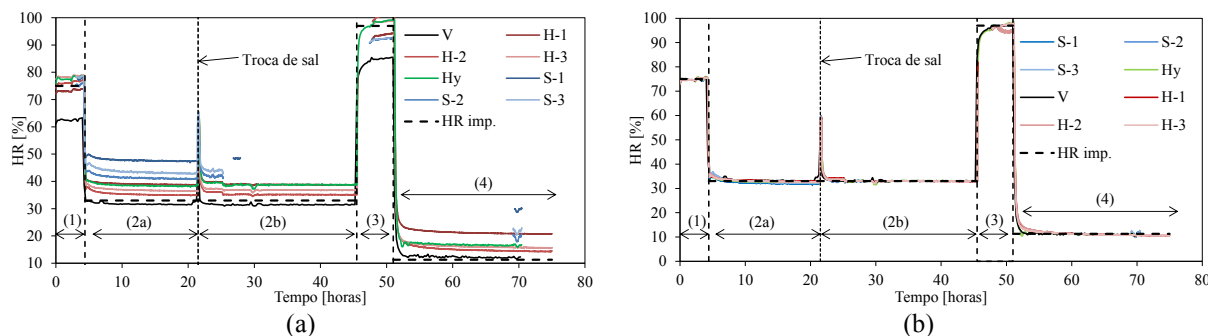 HR [%]
100
90
80
70
60
50
40
30
20
10
V
H-1
H-2
H-3
Hy
S-1
S-2
S-3
HR imp.
Troca de sal
(1)
(2a)
(2b)
(3)
(4)
0
10
20
30
40
50
60
70
80
Tempo [horas]
(a)
HR [%]
100
90
80
70
60
50
40
30
20
10
0
S-1
S-2
S-3
Hy
V
H-1
H-2
H-3
HR imp.
Troca de sal
(1)
(2a)
(2b)
(3)
(4)
0
10
20
30
40
50
60
70
80
Tempo [horas]
(b)